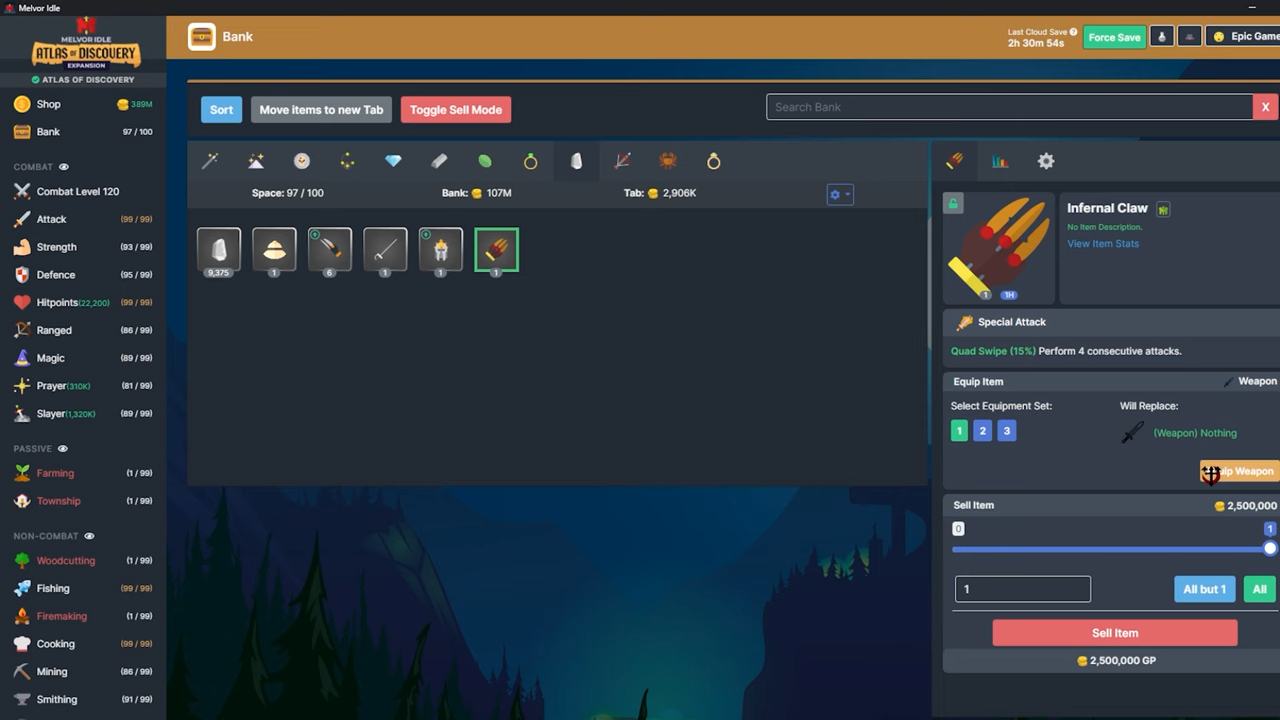 Melvor Idle
MELVOR IDLE
ATLAS OF DISCOVERY
EXPANSION
ATLAS OF DISCOVERY
Shop 389M
Bank 97 / 100
COMBAT
Combat Level 120
Attack (99 / 99)
Strength (93 / 99)
Defence (95 / 99)
Hitpoints(22,200) (99 / 99)
Ranged (86 / 99)
Magic (89 / 99)
Prayer(310K) (81 / 99)
Slayer(1,320K) (89 / 99)
PASSIVE
Farming (1 / 99)
Township (1 / 99)
NON-COMBAT
Woodcutting (1 / 99)
Fishing (99 / 99)
Firemaking (1 / 99)
Cooking (99 / 99)
Mining (86 / 99)
Smithing (91 / 99)
Bank
Last Cloud Save ?
2h 30m 54s
Force Save
Epic Game
Sort
Move items to new Tab
Toggle Sell Mode
Search Bank
X
Space: 97 / 100 Bank: 107M Tab: 2,906K
9,375 1 6 1 1 1
Infernal Claw
No Item Description.
View Item Stats
1 1H
Special Attack
Quad Swipe (15%) Perform 4 consecutive attacks.
Equip Item Weapon
Select Equipment Set: Will Replace:
1 2 3 (Weapon) Nothing
Weapon
Sell Item 2,500,000
0 1
1 All but 1 All
Sell Item
2,500,000 GP